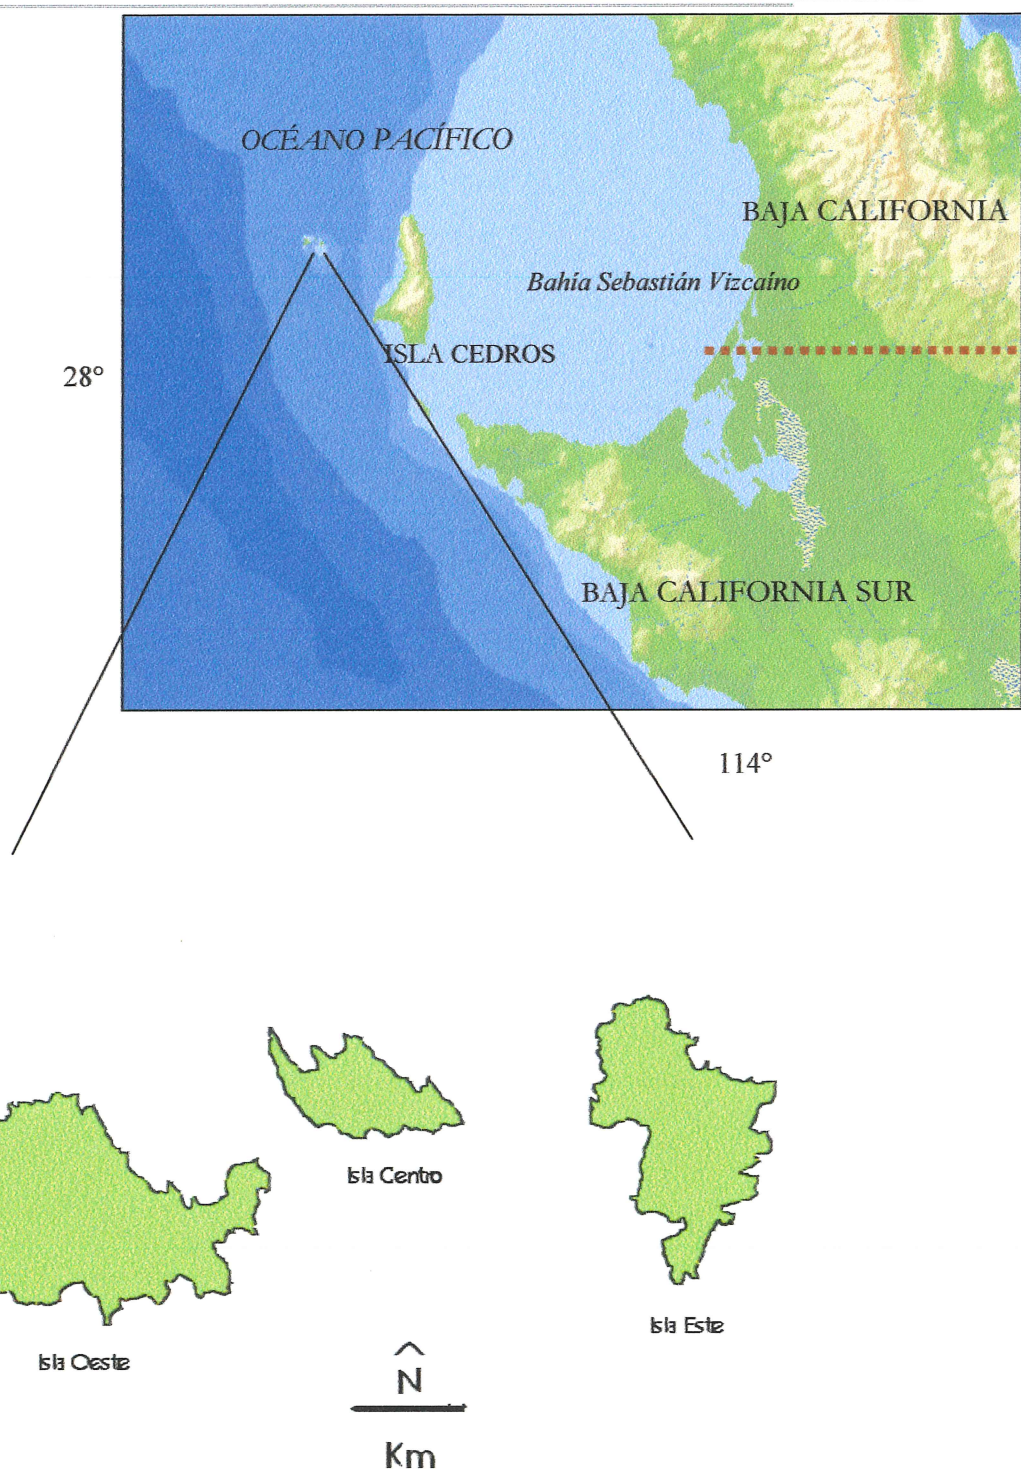 OCÉANO PACÍFICO
BAJA CALIFORNIA
Bahía Sebastián Vizcaíno
ISLA CEDROS
28°
BAJA CALIFORNIA SUR
114°
Isla Centro
Isla Este
Isla Oeste
N
Km